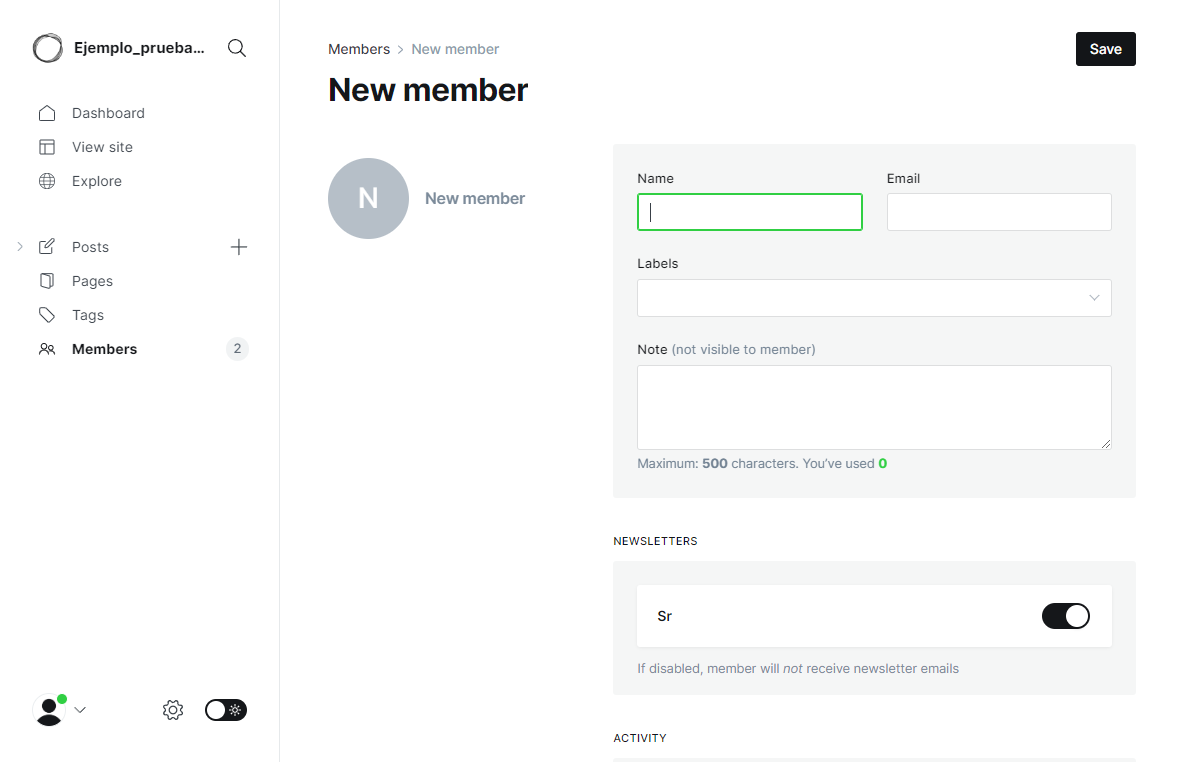 Ejemplo_prueba...
Dashboard
View site
Explore
Posts
Pages
Tags
Members 2
Members > New member
Save
New member
N
New member
Name Email
Labels
Note (not visible to member)
Maximum: 500 characters. You’ve used 0
NEWSLETTERS
Sr
If disabled, member will not receive newsletter emails
ACTIVITY